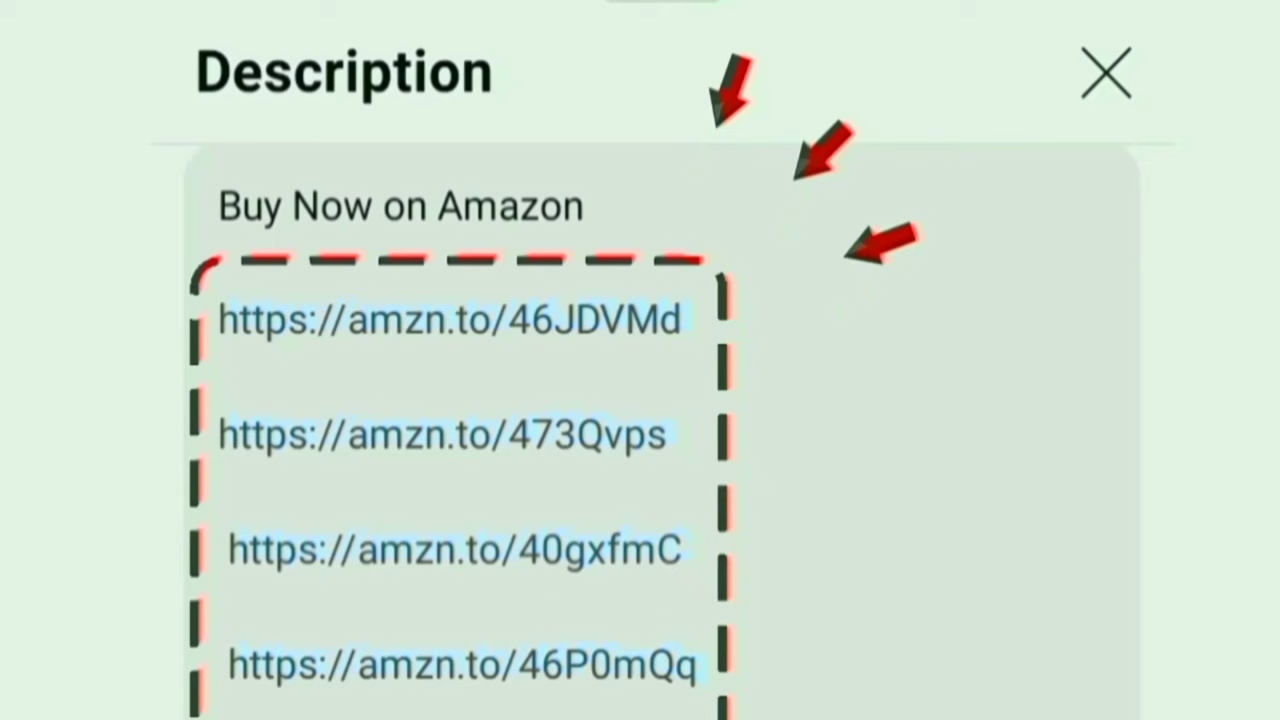 Description
Buy Now on Amazon
https://amzn.to/46JDVMd
https://amzn.to/473Qvps
https://amzn.to/40gxfmC
https://amzn.to/46P0mQq